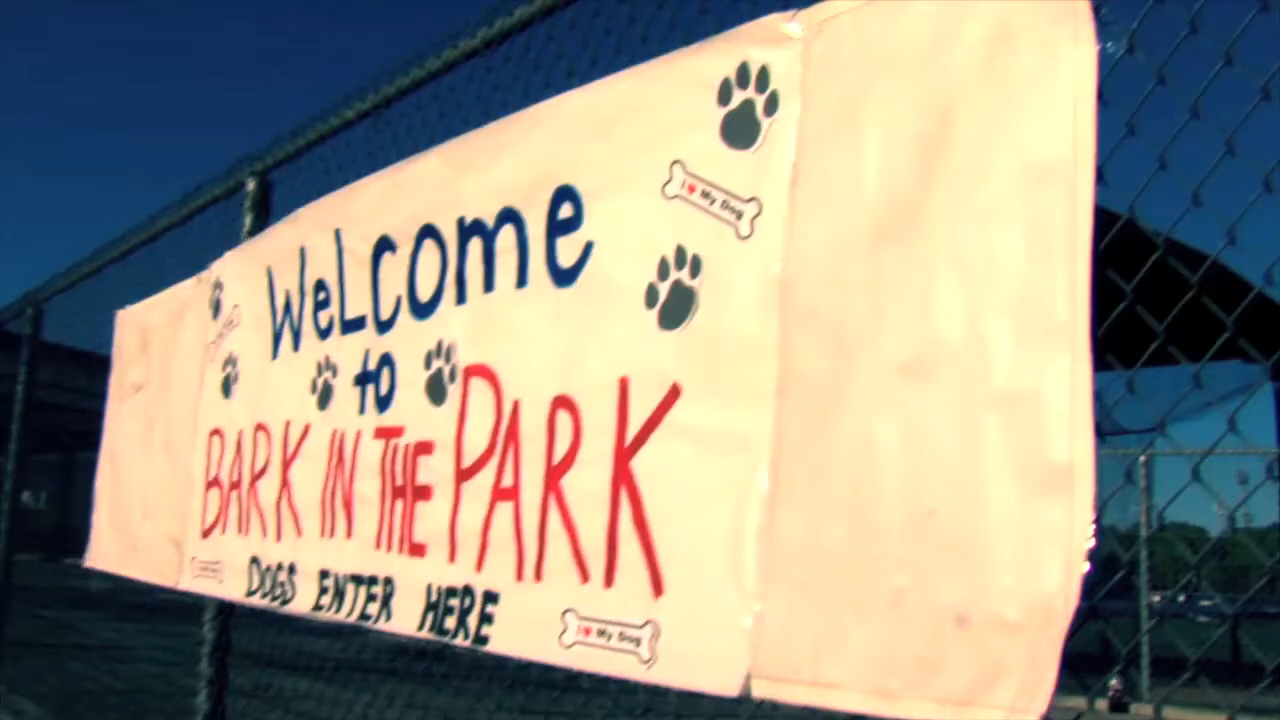 WeLcome
to
BARK IN THE PARK
DOGS ENTER HERE
I ♥ My Dog
I ♥ My Dog